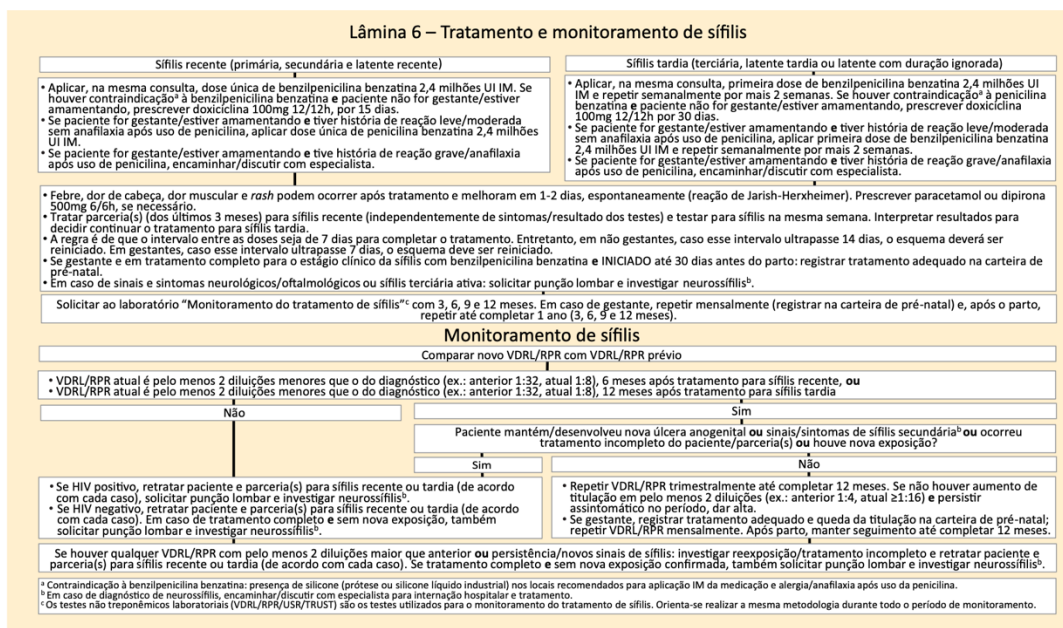 Lâmina 6 – Tratamento e monitoramento de sífilis
Sífilis recente (primária, secundária e latente recente)
• Aplicar, na mesma consulta, dose única de benzilpenicilina benzatina 2,4 milhões UI IM. Se
houver contraindicaçãoª à benzilpenicilina benzatina e paciente não for gestante/estiver
amamentando, prescrever doxiciclina 100mg 12/12h, por 15 dias.
• Se paciente for gestante/estiver amamentando e tiver história de reação leve/moderada
sem anafilaxia após uso de penicilina, aplicar dose única de penicilina benzatina 2,4 milhões
UI IM.
• Se paciente for gestante/estiver amamentando e tive história de reação grave/anafilaxia
após uso de penicilina, encaminhar/discutir com especialista.
Sífilis tardia (terciária, latente tardia ou latente com duração ignorada)
• Aplicar, na mesma consulta, primeira dose de benzilpenicilina benzatina 2,4 milhões UI
IM e repetir semanalmente por mais 2 semanas. Se houver contraindicaçãoª à penicilina
benzatina e paciente não for gestante/estiver amamentando, prescrever doxiciclina
100mg 12/12h por 30 dias.
• Se paciente for gestante/estiver amamentando e tiver história de reação leve/moderada
sem anafilaxia após uso de penicilina, aplicar primeira dose de benzilpenicilina benzatina
2,4 milhões UI IM e repetir semanalmente por mais 2 semanas.
• Se paciente for gestante/estiver amamentando e tiver história de reação grave/anafilaxia
após uso de penicilina, encaminhar/discutir com especialista.
• Febre, dor de cabeça, dor muscular e rash podem ocorrer após tratamento e melhoram em 1-2 dias, espontaneamente (reação de Jarish-Herxheimer). Prescrever paracetamol ou dipirona
500mg 6/6h, se necessário.
• Tratar parceria(s) (dos últimos 3 meses) para sífilis recente (independentemente de sintomas/resultado dos testes) e testar para sífilis na mesma semana. Interpretar resultados para
decidir continuar o tratamento para sífilis tardia.
• A regra é de que o intervalo entre as doses seja de 7 dias para completar o tratamento. Entretanto, em não gestantes, caso esse intervalo ultrapasse 14 dias, o esquema deverá ser
reiniciado. Em gestantes, caso esse intervalo ultrapasse 7 dias, o esquema deve ser reiniciado.
• Se gestante e em tratamento completo para o estágio clínico da sífilis com benzilpenicilina benzatina e INICIADO até 30 dias antes do parto: registrar tratamento adequado na carteira de
pré-natal.
• Em caso de sinais e sintomas neurológicos/oftalmológicos ou sífilis terciária ativa: solicitar punção lombar e investigar neurossífilisᵇ.
Solicitar ao laboratório “Monitoramento do tratamento de sífilis”ᶜ com 3, 6, 9 e 12 meses. Em caso de gestante, repetir mensalmente (registrar na carteira de pré-natal) e, após o parto,
repetir até completar 1 ano (3, 6, 9 e 12 meses).
Monitoramento de sífilis
Comparar novo VDRL/RPR com VDRL/RPR prévio
• VDRL/RPR atual é pelo menos 2 diluições menores que o do diagnóstico (ex.: anterior 1:32, atual 1:8), 6 meses após tratamento para sífilis recente, ou
• VDRL/RPR atual é pelo menos 2 diluições menores que o do diagnóstico (ex.: anterior 1:32, atual 1:8), 12 meses após tratamento para sífilis tardia
Não
Sim
Paciente mantém/desenvolveu nova úlcera anogenital ou sinais/sintomas de sífilis secundáriaᵇ ou ocorreu
tratamento incompleto do paciente/parceria(s) ou houve nova exposição?
Sim
Não
• Se HIV positivo, retratar paciente e parceria(s) para sífilis recente ou tardia (de acordo
com cada caso), solicitar punção lombar e investigar neurossífilisᵇ.
• Se HIV negativo, retratar paciente e parceria(s) para sífilis recente ou tardia (de acordo
com cada caso). Em caso de tratamento completo e sem nova exposição, também
solicitar punção lombar e investigar neurossífilisᵇ.
• Repetir VDRL/RPR trimestralmente até completar 12 meses. Se não houver aumento de
titulação em pelo menos 2 diluições (ex.: anterior 1:4, atual ≥1:16) e persistir
assintomático no período, dar alta.
• Se gestante, registrar tratamento adequado e queda da titulação na carteira de pré-natal;
repetir VDRL/RPR mensalmente. Após parto, manter seguimento até completar 12 meses.
Se houver qualquer VDRL/RPR com pelo menos 2 diluições maior que anterior ou persistência/novos sinais de sífilis: investigar reexposição/tratamento incompleto e retratar paciente e
parceria(s) para sífilis recente ou tardia (de acordo com cada caso). Se tratamento completo e sem nova exposição confirmada, também solicitar punção lombar e investigar neurossífilisᵇ.
ª Contraindicação à benzilpenicilina benzatina: presença de silicone (prótese ou silicone líquido industrial) nos locais recomendados para aplicação IM da medicação e alergia/anafilaxia após uso da penicilina.
ᵇ Em caso de diagnóstico de neurossífilis, encaminhar/discutir com especialista para internação hospitalar e tratamento.
ᶜ Os testes não treponêmicos laboratoriais (VDRL/RPR/USR/TRUST) são os testes utilizados para o monitoramento do tratamento de sífilis. Orienta-se realizar a mesma metodologia durante todo o período de monitoramento.